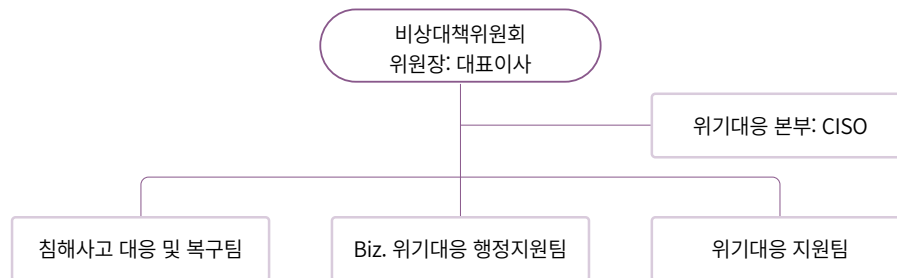 비상대책위원회
위원장: 대표이사
위기대응 본부: CISO
침해사고 대응 및 복구팀
Biz. 위기대응 행정지원팀
위기대응 지원팀